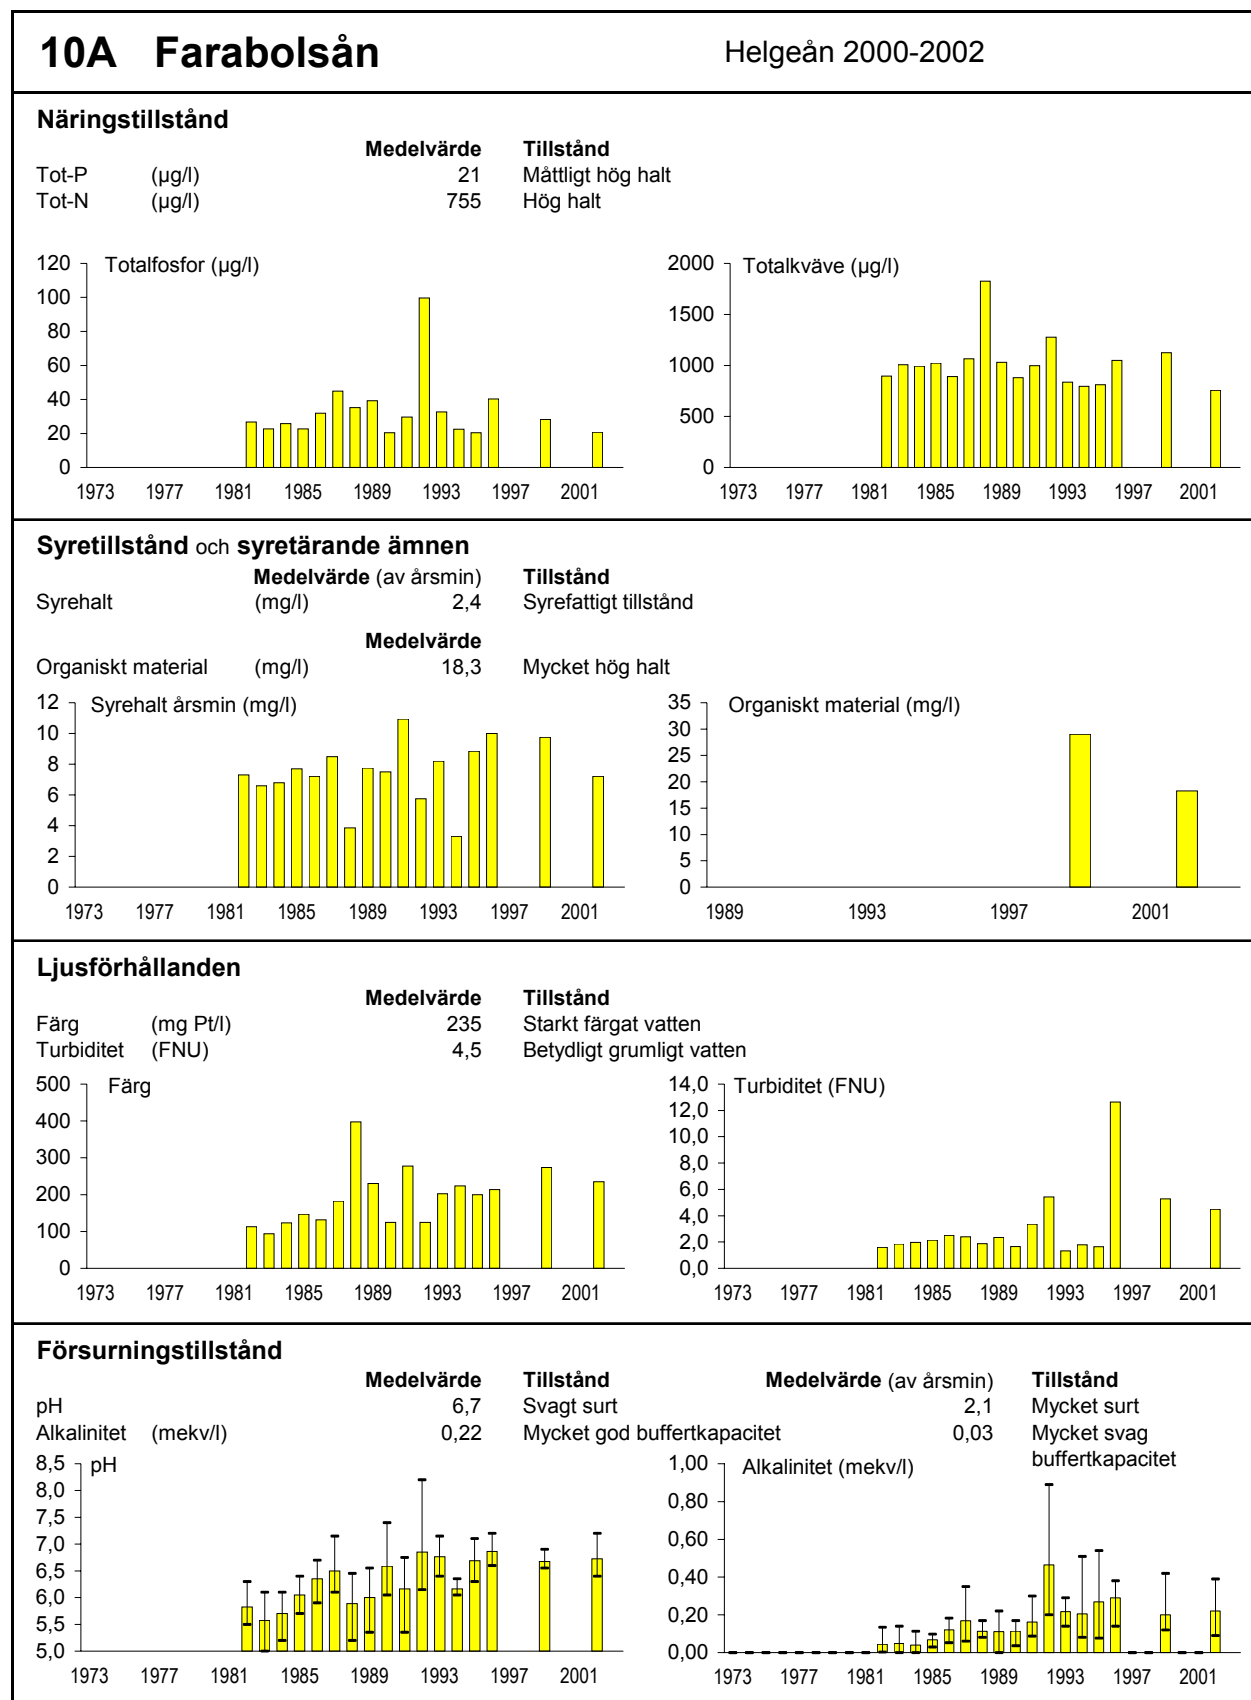 10A Farabolsån Helgeån 2000-2002
Näringstillstånd
Medelvärde Tillstånd
Tot-P (µg/l) 21 Måttligt hög halt
Tot-N (µg/l) 755 Hög halt
Totalfosfor (µg/l)
120
100
80
60
40
20
0
1973 1977 1981 1985 1989 1993 1997 2001
Totalkväve (µg/l)
2000
1500
1000
500
0
1973 1977 1981 1985 1989 1993 1997 2001
Syretillstånd och syretärande ämnen
Medelvärde (av årsmin) Tillstånd
Syrehalt (mg/l) 2,4 Syrefattigt tillstånd
Medelvärde
Organiskt material (mg/l) 18,3 Mycket hög halt
Syrehalt årsmin (mg/l)
12
10
8
6
4
2
0
1973 1977 1981 1985 1989 1993 1997 2001
Organiskt material (mg/l)
35
30
25
20
15
10
5
0
1989 1993 1997 2001
Ljusförhållanden
Medelvärde Tillstånd
Färg (mg Pt/l) 235 Starkt färgat vatten
Turbiditet (FNU) 4,5 Betydligt grumligt vatten
Färg
500
400
300
200
100
0
1973 1977 1981 1985 1989 1993 1997 2001
Turbiditet (FNU)
14,0
12,0
10,0
8,0
6,0
4,0
2,0
0,0
1973 1977 1981 1985 1989 1993 1997 2001
Försurningstillstånd
Medelvärde Tillstånd Medelvärde (av årsmin) Tillstånd
pH 6,7 Svagt surt 2,1 Mycket surt
Alkalinitet (mekv/l) 0,22 Mycket god buffertkapacitet 0,03 Mycket svag
buffertkapacitet
pH
8,5
8,0
7,5
7,0
6,5
6,0
5,5
5,0
1973 1977 1981 1985 1989 1993 1997 2001
Alkalinitet (mekv/l)
1,00
0,80
0,60
0,40
0,20
0,00
1973 1977 1981 1985 1989 1993 1997 2001